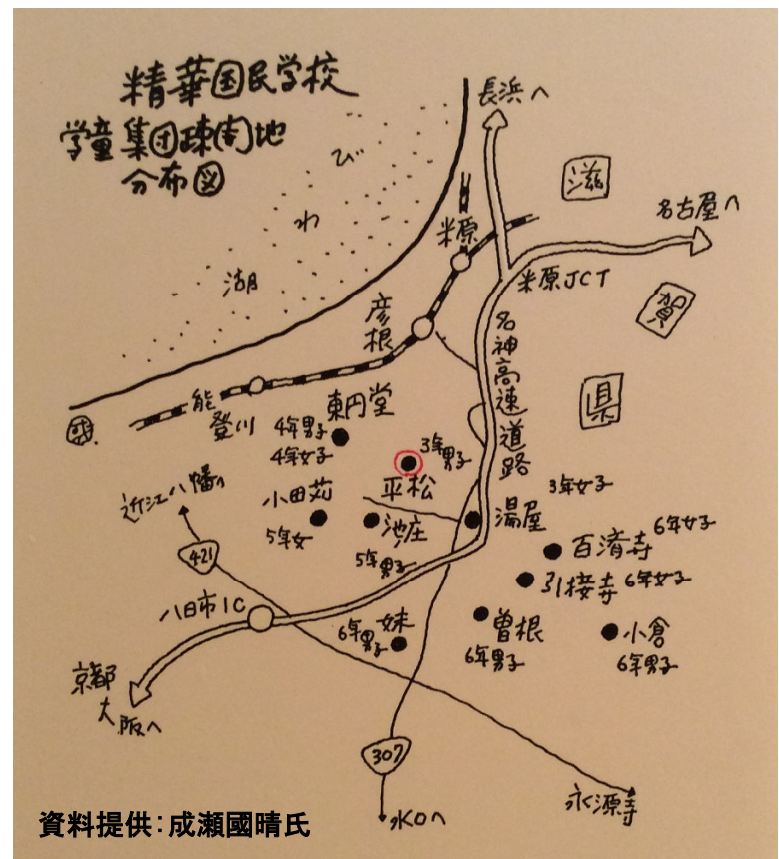 精華国民学校
学童集団疎開地
分布図
長浜へ
滋
賀
県
名古屋へ
びわ湖
米原
米原JCT
彦根
名神高速道路
能登川
東円堂
4年男子
4年女子
3年男子
平松
近江八幡へ
小田苅
5年女
池庄
5年男子
湯屋
3年女子
百済寺 6年女子
引接寺 6年女子
421
八日市IC
妹
6年男子
曽根
6年男子
小倉
6年男子
京都
大阪へ
307
水口へ
永源寺
資料提供：成瀬國晴氏